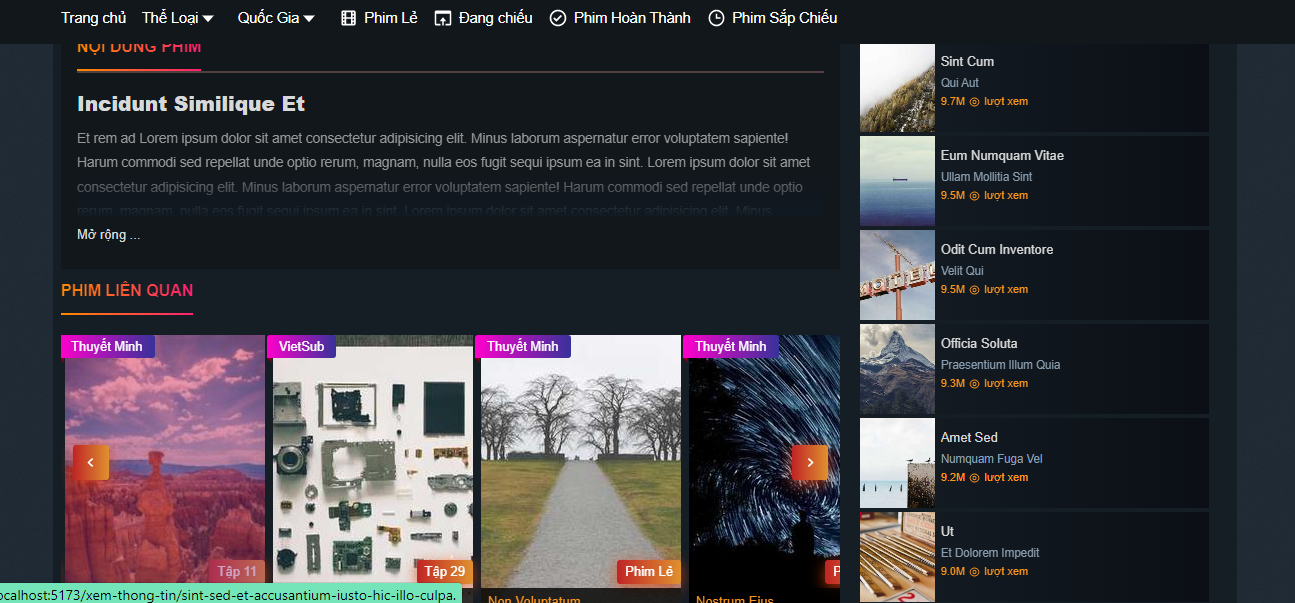 Trang chủ Thể Loại Quốc Gia Phim Lẻ Đang chiếu Phim Hoàn Thành Phim Sắp Chiếu
NỘI DUNG PHIM
Incidunt Similique Et
Et rem ad Lorem ipsum dolor sit amet consectetur adipisicing elit. Minus laborum aspernatur error voluptatem sapiente!
Harum commodi sed repellat unde optio rerum, magnam, nulla eos fugit sequi ipsum ea in sint. Lorem ipsum dolor sit amet
consectetur adipisicing elit. Minus laborum aspernatur error voluptatem sapiente! Harum commodi sed repellat unde optio
rerum, magnam, nulla eos fugit sequi ipsum ea in sint. Lorem ipsum dolor sit amet consectetur adipisicing elit. Minus
Mở rộng ...
PHIM LIÊN QUAN
Thuyết Minh
Tập 11
VietSub
Tập 29
Thuyết Minh
Phim Lẻ
Non Voluptatum
Thuyết Minh
P
Nostrum Eius
Sint Cum
Qui Aut
9.7M lượt xem
Eum Numquam Vitae
Ullam Mollitia Sint
9.5M lượt xem
Odit Cum Inventore
Velit Qui
9.5M lượt xem
Officia Soluta
Praesentium Illum Quia
9.3M lượt xem
Amet Sed
Numquam Fuga Vel
9.2M lượt xem
Ut
Et Dolorem Impedit
9.0M lượt xem
ocalhost:5173/xem-thong-tin/sint-sed-et-accusantium-iusto-hic-illo-culpa.